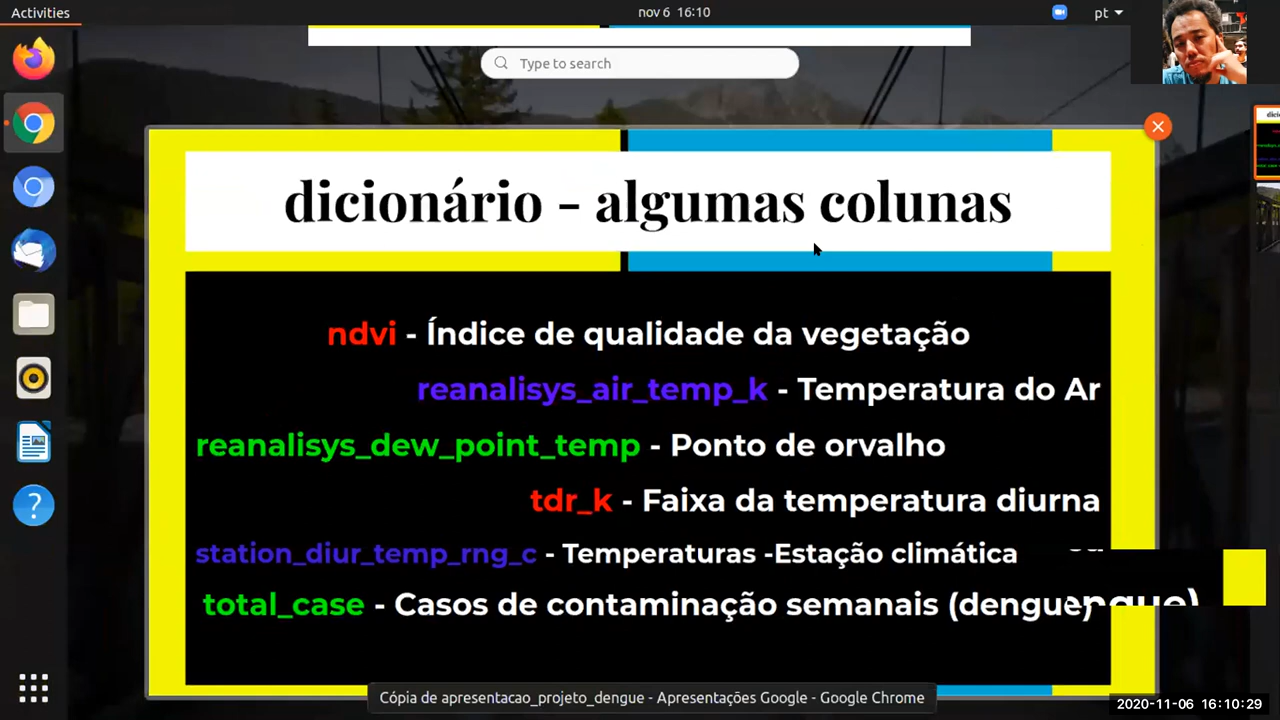 Activities
nov 6 16:10
pt
Type to search
dicionário - algumas colunas
ndvi - Índice de qualidade da vegetação
reanalisys_air_temp_k - Temperatura do Ar
reanalisys_dew_point_temp - Ponto de orvalho
tdr_k - Faixa da temperatura diurna
station_diur_temp_rng_c - Temperaturas -Estação climática
total_case - Casos de contaminação semanais (dengue)
Cópia de apresentacao_projeto_dengue - Apresentações Google - Google Chrome
2020-11-06 16:10:29